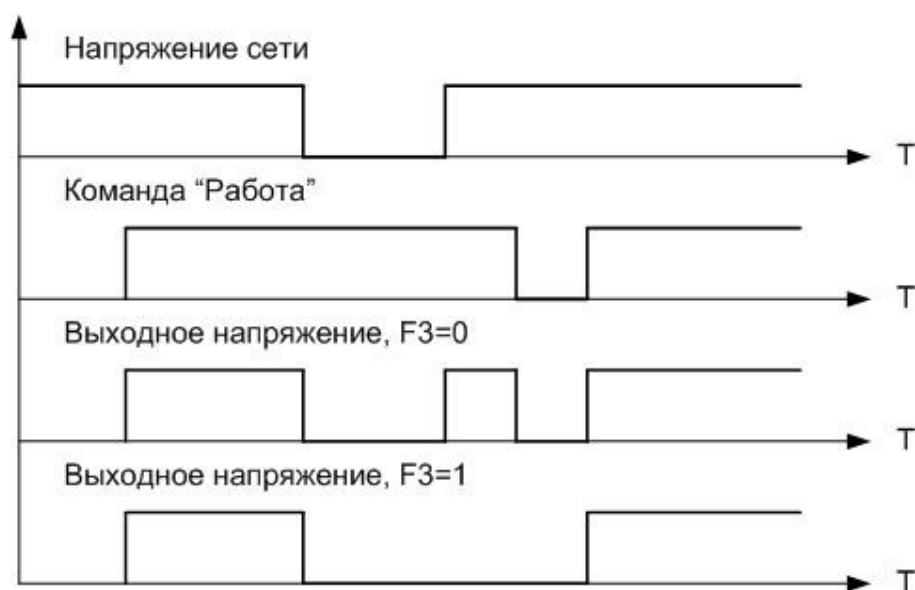 Напряжение сети
T
Команда “Работа”
T
Выходное напряжение, F3=0
T
Выходное напряжение, F3=1
T